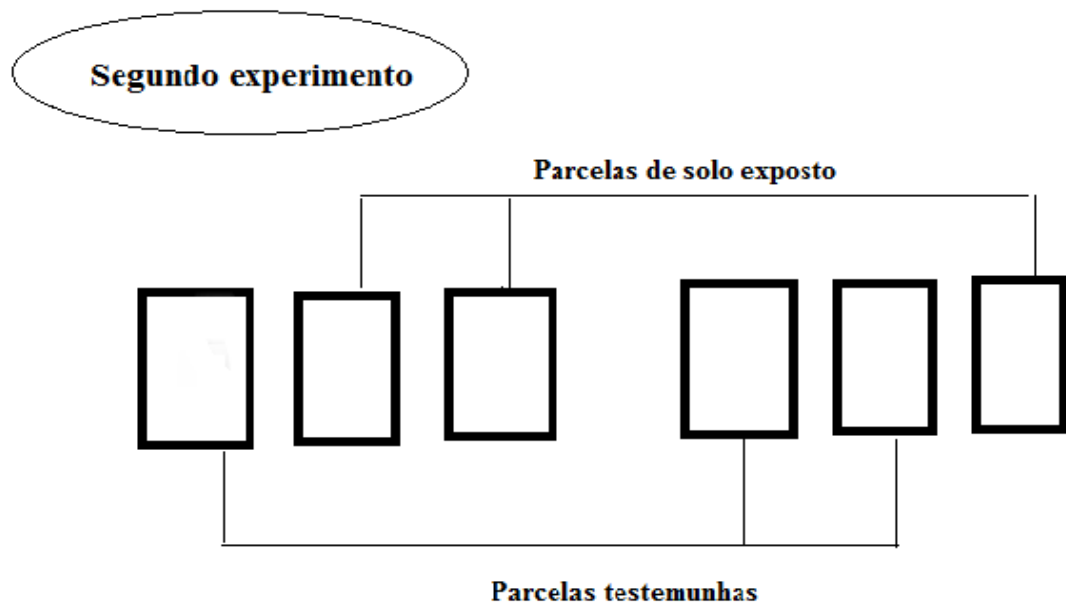 Segundo experimento
Parcelas de solo exposto
Parcelas testemunhas